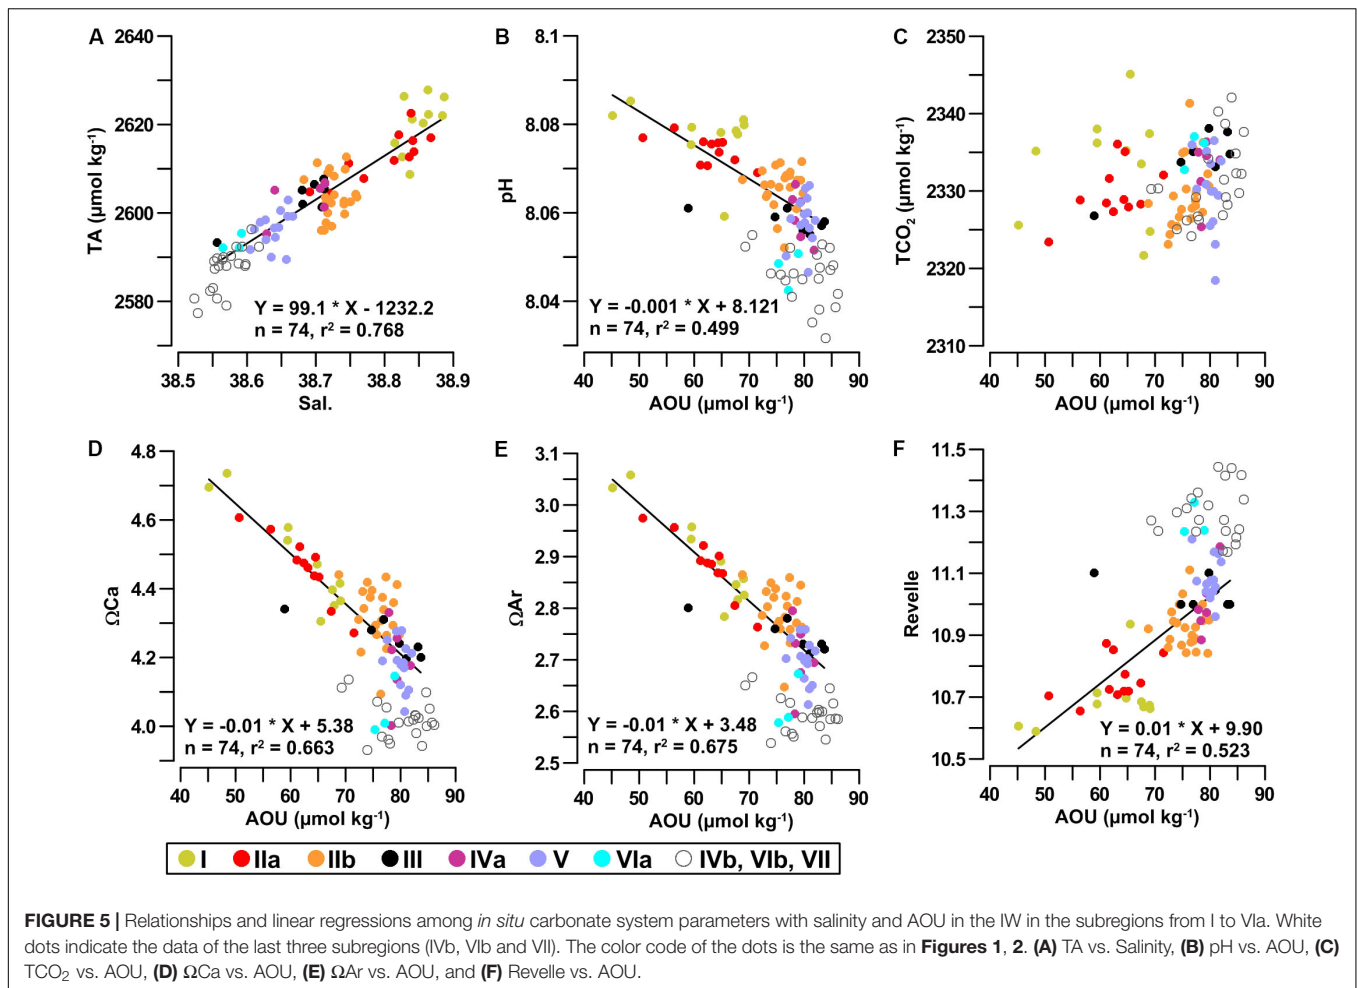 A
2640
2620
2600
2580
TA (µmol kg⁻¹)
Y = 99.1 * X - 1232.2
n = 74, r² = 0.768
38.5 38.6 38.7 38.8 38.9
Sal.
B
8.1
8.08
8.06
8.04
pH
Y = -0.001 * X + 8.121
n = 74, r² = 0.499
40 50 60 70 80 90
AOU (µmol kg⁻¹)
C
2350
2340
2330
2320
2310
TCO₂ (µmol kg⁻¹)
40 50 60 70 80 90
AOU (µmol kg⁻¹)
D
4.8
4.6
4.4
4.2
4.0
ΩCa
Y = -0.01 * X + 5.38
n = 74, r² = 0.663
40 50 60 70 80 90
AOU (µmol kg⁻¹)
E
3.1
3.0
2.9
2.8
2.7
2.6
2.5
ΩAr
Y = -0.01 * X + 3.48
n = 74, r² = 0.675
40 50 60 70 80 90
AOU (µmol kg⁻¹)
F
11.5
11.3
11.1
10.9
10.7
10.5
Revelle
Y = 0.01 * X + 9.90
n = 74, r² = 0.523
40 50 60 70 80 90
AOU (µmol kg⁻¹)
I IIa IIb III IVa V VIa IVb, VIb, VII
FIGURE 5 | Relationships and linear regressions among in situ carbonate system parameters with salinity and AOU in the IW in the subregions from I to VIa. White
dots indicate the data of the last three subregions (IVb, VIb and VII). The color code of the dots is the same as in Figures 1, 2. (A) TA vs. Salinity, (B) pH vs. AOU, (C)
TCO₂ vs. AOU, (D) ΩCa vs. AOU, (E) ΩAr vs. AOU, and (F) Revelle vs. AOU.